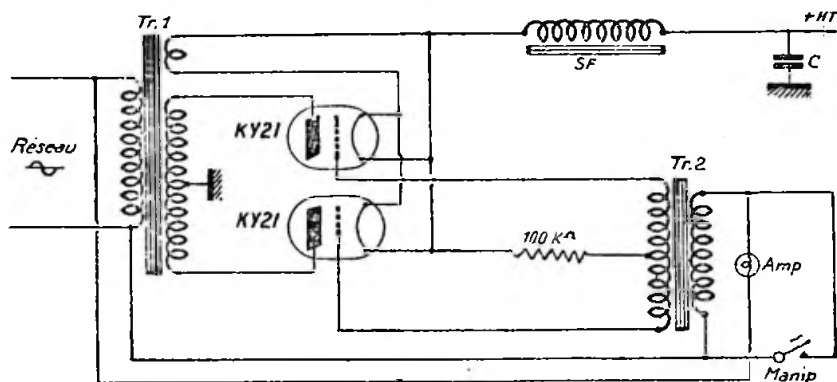 Tr.1
+HT
SF
C
KY21
Réseau
Tr.2
KY21
100 KΩ
Amp
Manip